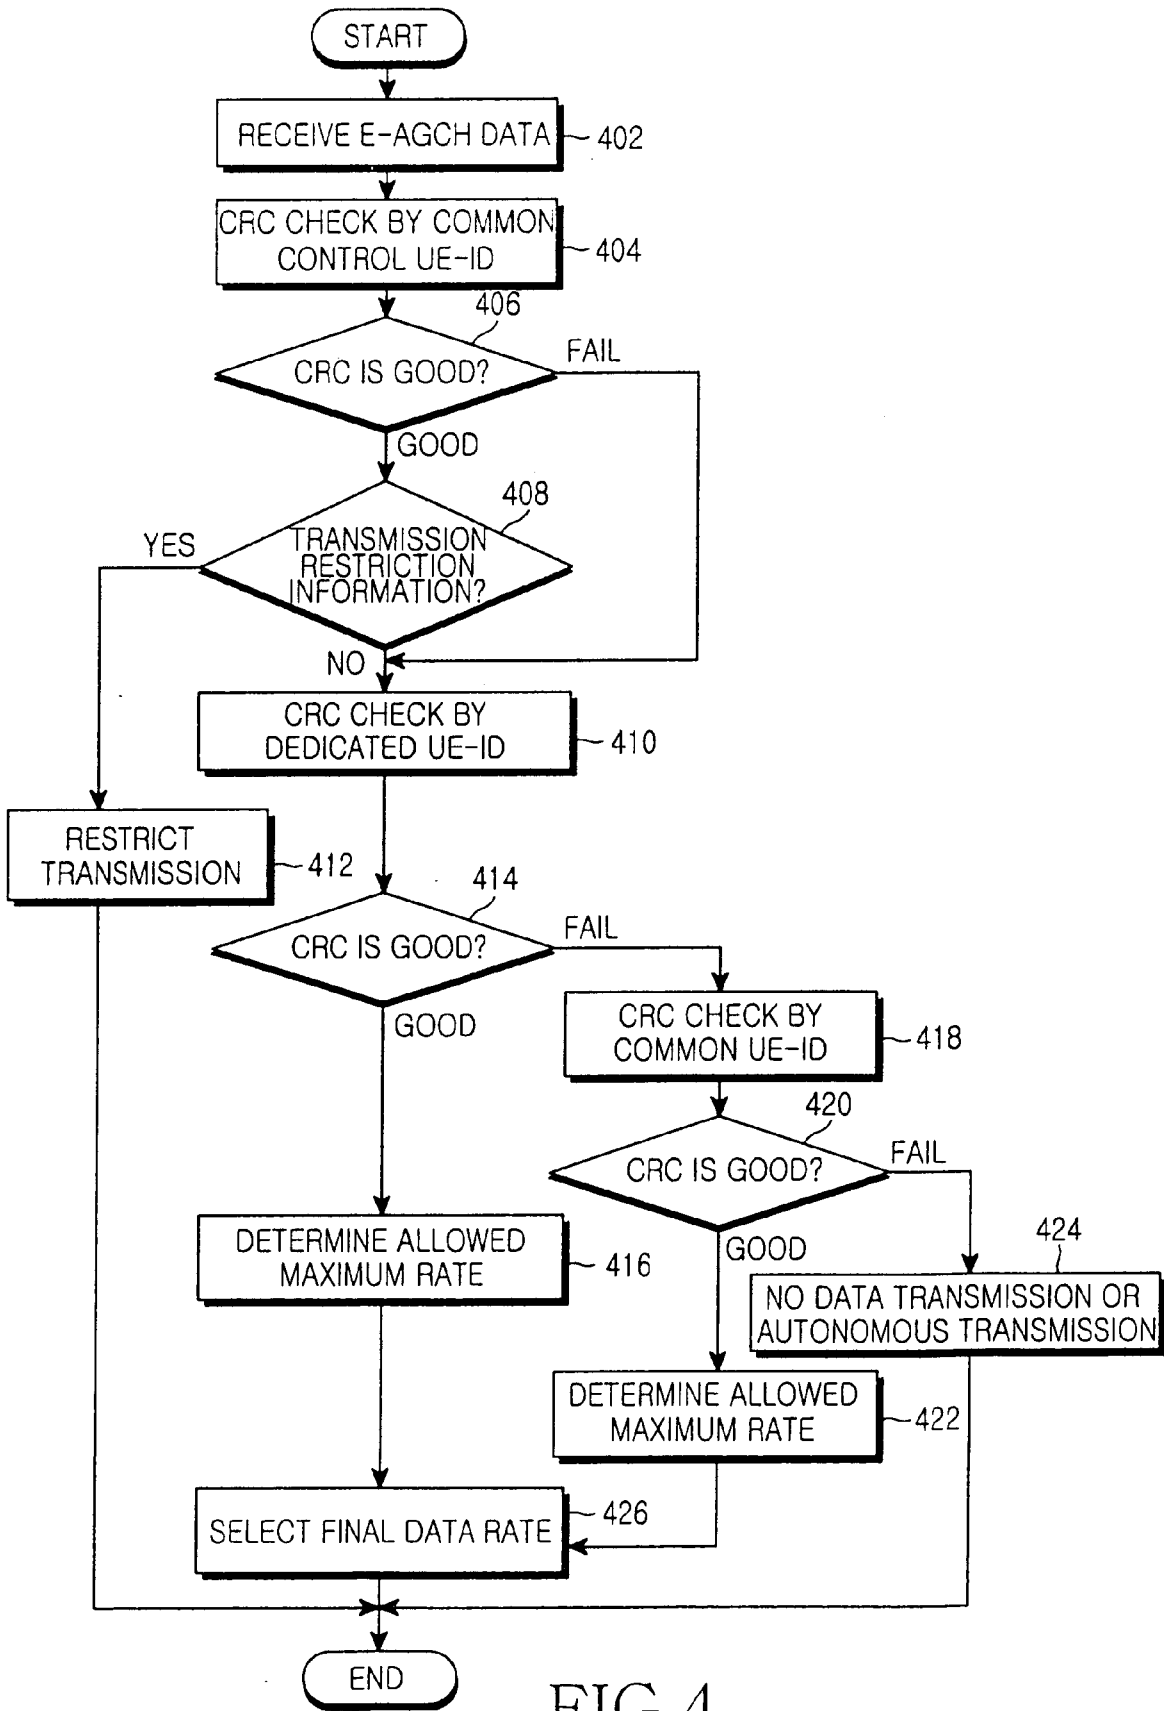 START
RECEIVE E-AGCH DATA
402
CRC CHECK BY COMMON
CONTROL UE-ID
404
406
CRC IS GOOD?
FAIL
GOOD
408
YES
TRANSMISSION
RESTRICTION
INFORMATION?
NO
CRC CHECK BY
DEDICATED UE-ID
410
RESTRICT
TRANSMISSION
412
414
CRC IS GOOD?
FAIL
GOOD
CRC CHECK BY
COMMON UE-ID
418
420
CRC IS GOOD?
FAIL
GOOD
DETERMINE ALLOWED
MAXIMUM RATE
416
424
NO DATA TRANSMISSION OR
AUTONOMOUS TRANSMISSION
DETERMINE ALLOWED
MAXIMUM RATE
422
SELECT FINAL DATA RATE
426
END
FIG.4